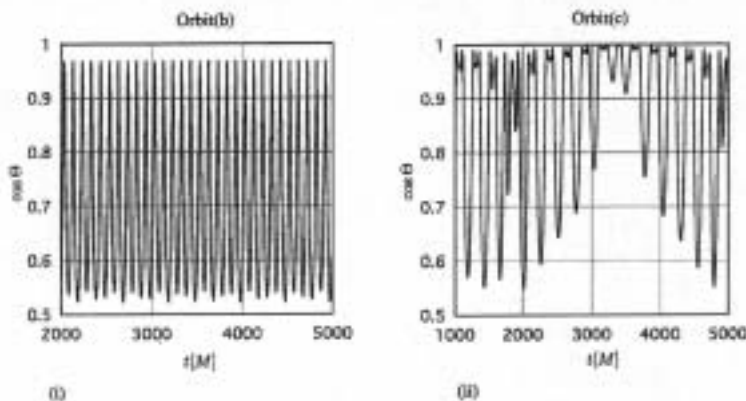 Orbit(b)
1
0.9
0.8
0.7
0.6
0.5
cos Θ
2000 3000 4000 5000
t[M]
(i)
Orbit(c)
1
0.9
0.8
0.7
0.6
0.5
cos Θ
1000 2000 3000 4000 5000
t[M]
(ii)